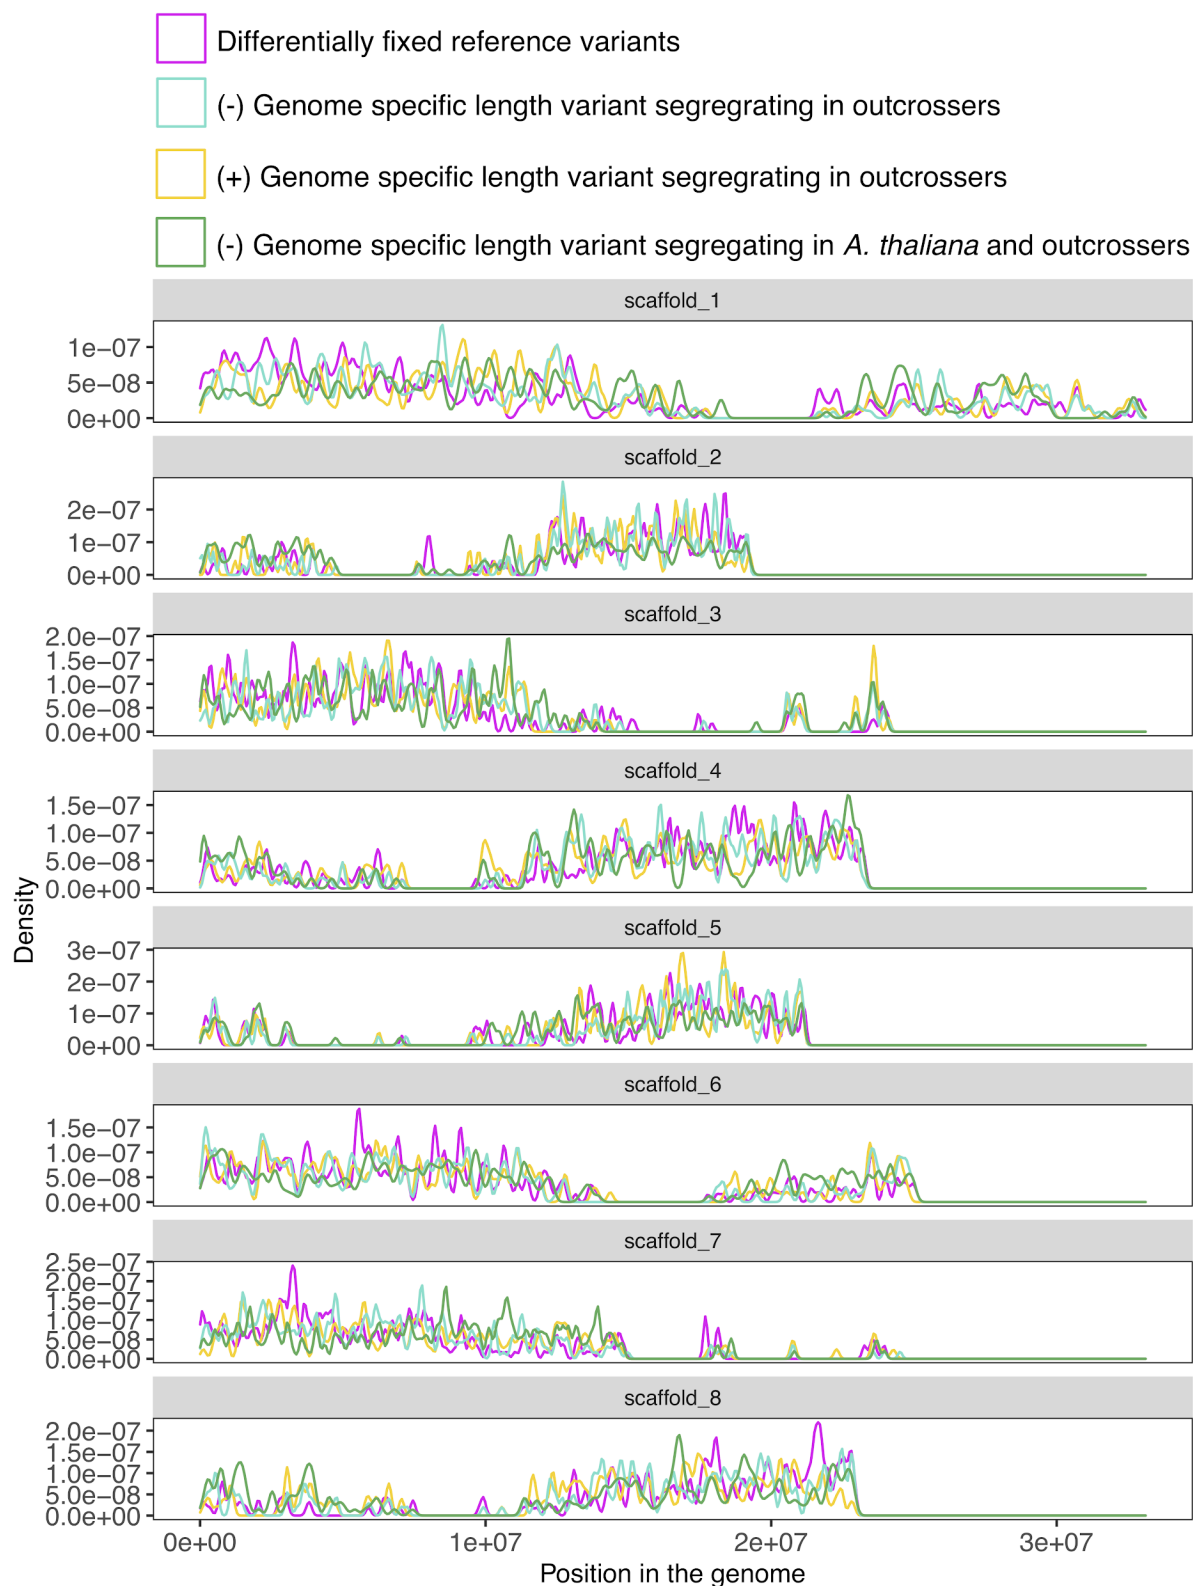 Differentially fixed reference variants
(-) Genome specific length variant segregrating in outcrossers
(+) Genome specific length variant segregrating in outcrossers
(-) Genome specific length variant segregating in A. thaliana and outcrossers
scaffold_1
1e−07
5e−08
0e+00
scaffold_2
2e−07
1e−07
0e+00
scaffold_3
2.0e−07
1.5e−07
1.0e−07
5.0e−08
0.0e+00
scaffold_4
1.5e−07
1.0e−07
5.0e−08
0.0e+00
Density
scaffold_5
3e−07
2e−07
1e−07
0e+00
scaffold_6
1.5e−07
1.0e−07
5.0e−08
0.0e+00
scaffold_7
2.5e−07
2.0e−07
1.5e−07
1.0e−07
5.0e−08
0.0e+00
scaffold_8
2.0e−07
1.5e−07
1.0e−07
5.0e−08
0.0e+00
0e+00 1e+07 2e+07 3e+07
Position in the genome